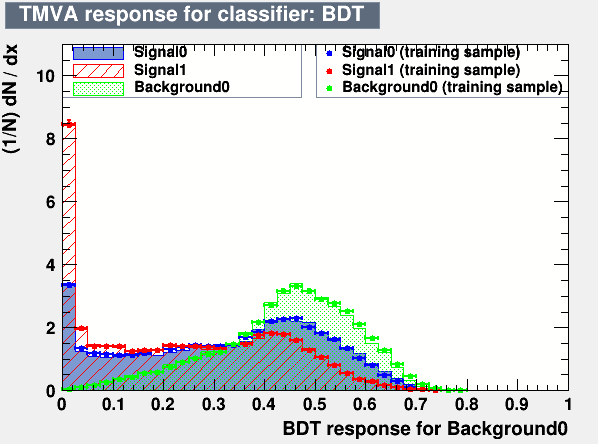 TMVA response for classifier: BDT
(1/N) dN / dx
Signal0
Signal1
Background0
Signal0 (training sample)
Signal1 (training sample)
Background0 (training sample)
10
8
6
4
2
0
0 0.1 0.2 0.3 0.4 0.5 0.6 0.7 0.8 0.9 1
BDT response for Background0